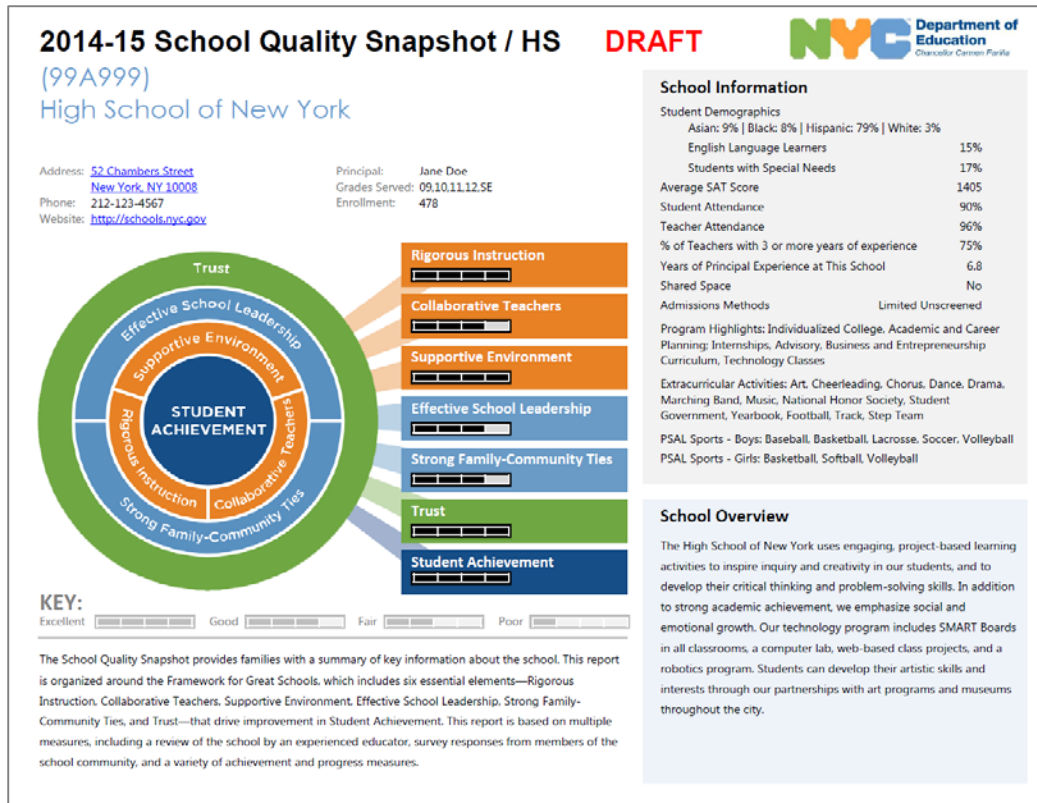 2014-15 School Quality Snapshot / HS DRAFT
(99A999)
High School of New York
NYC Department of
Education
Chancellor Carmen Fariña
Address: 52 Chambers Street
New York, NY 10008
Phone: 212-123-4567
Website: http://schools.nyc.gov
Principal: Jane Doe
Grades Served: 09,10,11,12,SE
Enrollment: 478
Trust
Effective School Leadership
Supportive Environment
STUDENT
ACHIEVEMENT
Rigorous Instruction
Collaborative Teachers
Strong Family-Community Ties
Rigorous Instruction
Collaborative Teachers
Supportive Environment
Effective School Leadership
Strong Family-Community Ties
Trust
Student Achievement
KEY:
Excellent Good Fair Poor
The School Quality Snapshot provides families with a summary of key information about the school. This report
is organized around the Framework for Great Schools, which includes six essential elements—Rigorous
Instruction, Collaborative Teachers, Supportive Environment, Effective School Leadership, Strong Family-
Community Ties, and Trust—that drive improvement in Student Achievement. This report is based on multiple
measures, including a review of the school by an experienced educator, survey responses from members of the
school community, and a variety of achievement and progress measures.
School Information
Student Demographics
Asian: 9% | Black: 8% | Hispanic: 79% | White: 3%
English Language Learners 15%
Students with Special Needs 17%
Average SAT Score 1405
Student Attendance 90%
Teacher Attendance 96%
% of Teachers with 3 or more years of experience 75%
Years of Principal Experience at This School 6.8
Shared Space No
Admissions Methods Limited Unscreened
Program Highlights: Individualized College, Academic and Career
Planning; Internships, Advisory, Business and Entrepreneurship
Curriculum, Technology Classes
Extracurricular Activities: Art, Cheerleading, Chorus, Dance, Drama,
Marching Band, Music, National Honor Society, Student
Government, Yearbook, Football, Track, Step Team
PSAL Sports - Boys: Baseball, Basketball, Lacrosse, Soccer, Volleyball
PSAL Sports - Girls: Basketball, Softball, Volleyball
School Overview
The High School of New York uses engaging, project-based learning
activities to inspire inquiry and creativity in our students, and to
develop their critical thinking and problem-solving skills. In addition
to strong academic achievement, we emphasize social and
emotional growth. Our technology program includes SMART Boards
in all classrooms, a computer lab, web-based class projects, and a
robotics program. Students can develop their artistic skills and
interests through our partnerships with art programs and museums
throughout the city.